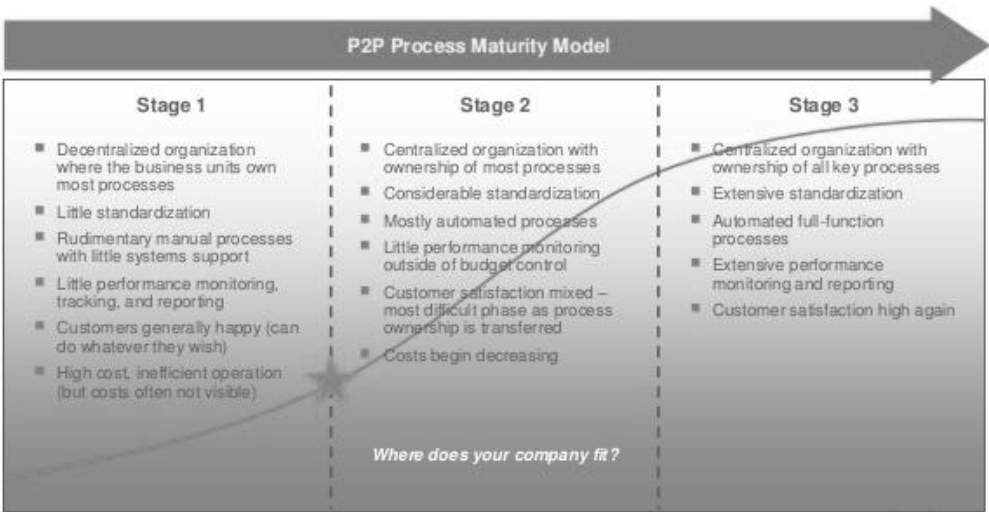 P2P Process Maturity Model
Stage 1
Decentralized organization
where the business units own
most processes
Little standardization
Rudimentary manual processes
with little systems support
Little performance monitoring,
tracking, and reporting
Customers generally happy (can
do whatever they wish)
High cost, inefficient operation
(but costs often not visible)
Stage 2
Centralized organization with
ownership of most processes
Considerable standardization
Mostly automated processes
Little performance monitoring
outside of budget control
Customer satisfaction mixed –
most difficult phase as process
ownership is transferred
Costs begin decreasing
Stage 3
Centralized organization with
ownership of all key processes
Extensive standardization
Automated full-function
processes
Extensive performance
monitoring and reporting
Customer satisfaction high again
Where does your company fit?